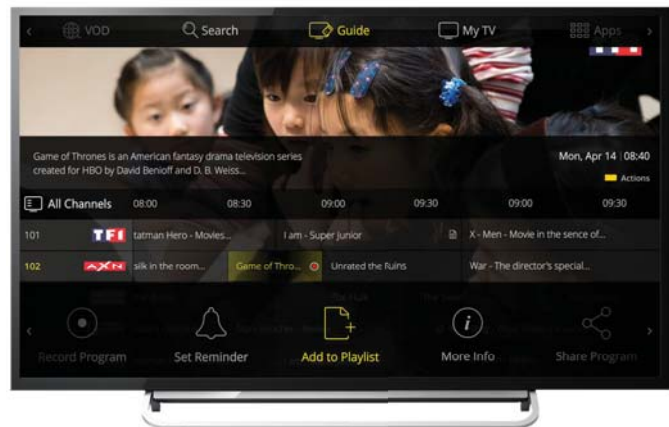 VOD Search Guide My TV Apps
Game of Thrones is an American fantasy drama television series
created for HBO by David Benioff and D. B. Weiss...
Mon, Apr 14 | 08:40
Actions
All Channels 08:00 08:30 09:00 09:30 09:00 09:30
101 TF1 tatman Hero - Movies... I am - Super Junior X - Men - Movie in the sence of...
102 AXN silk in the room... Game of Thro... Unrated the Ruins War - The director's special...
Record Program Set Reminder Add to Playlist More Info Share Program